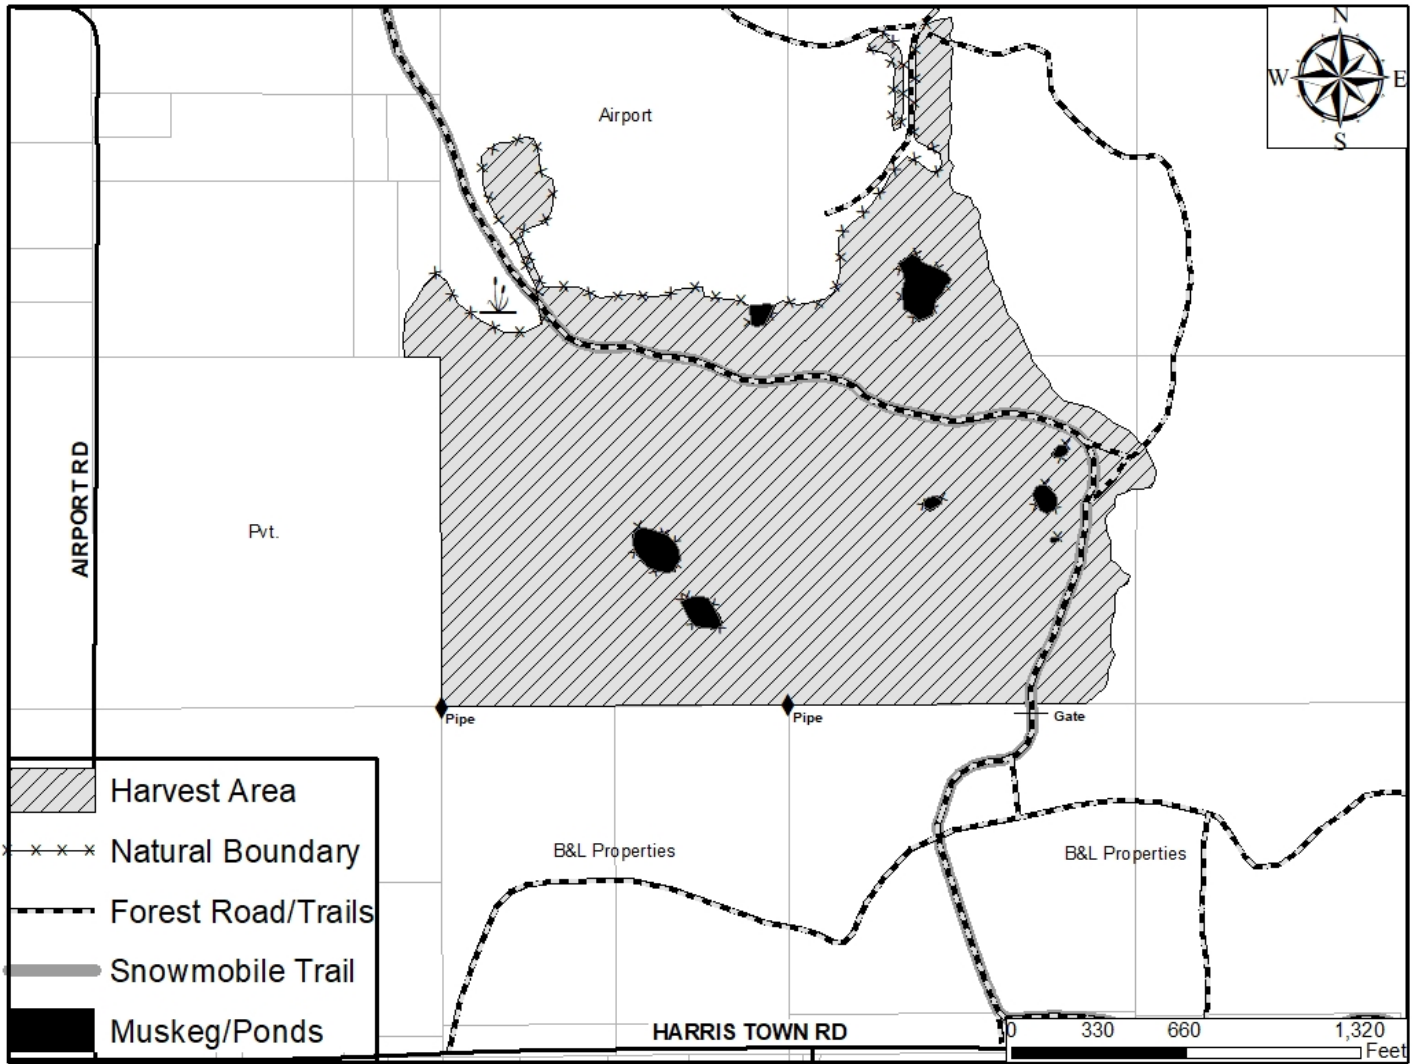 N
W E
S
Airport
AIRPORT RD
Pvt.
Pipe
Pipe
Gate
B&L Properties
B&L Properties
HARRIS TOWN RD
Harvest Area
Natural Boundary
Forest Road/Trails
Snowmobile Trail
Muskeg/Ponds
0 330 660 1,320
Feet